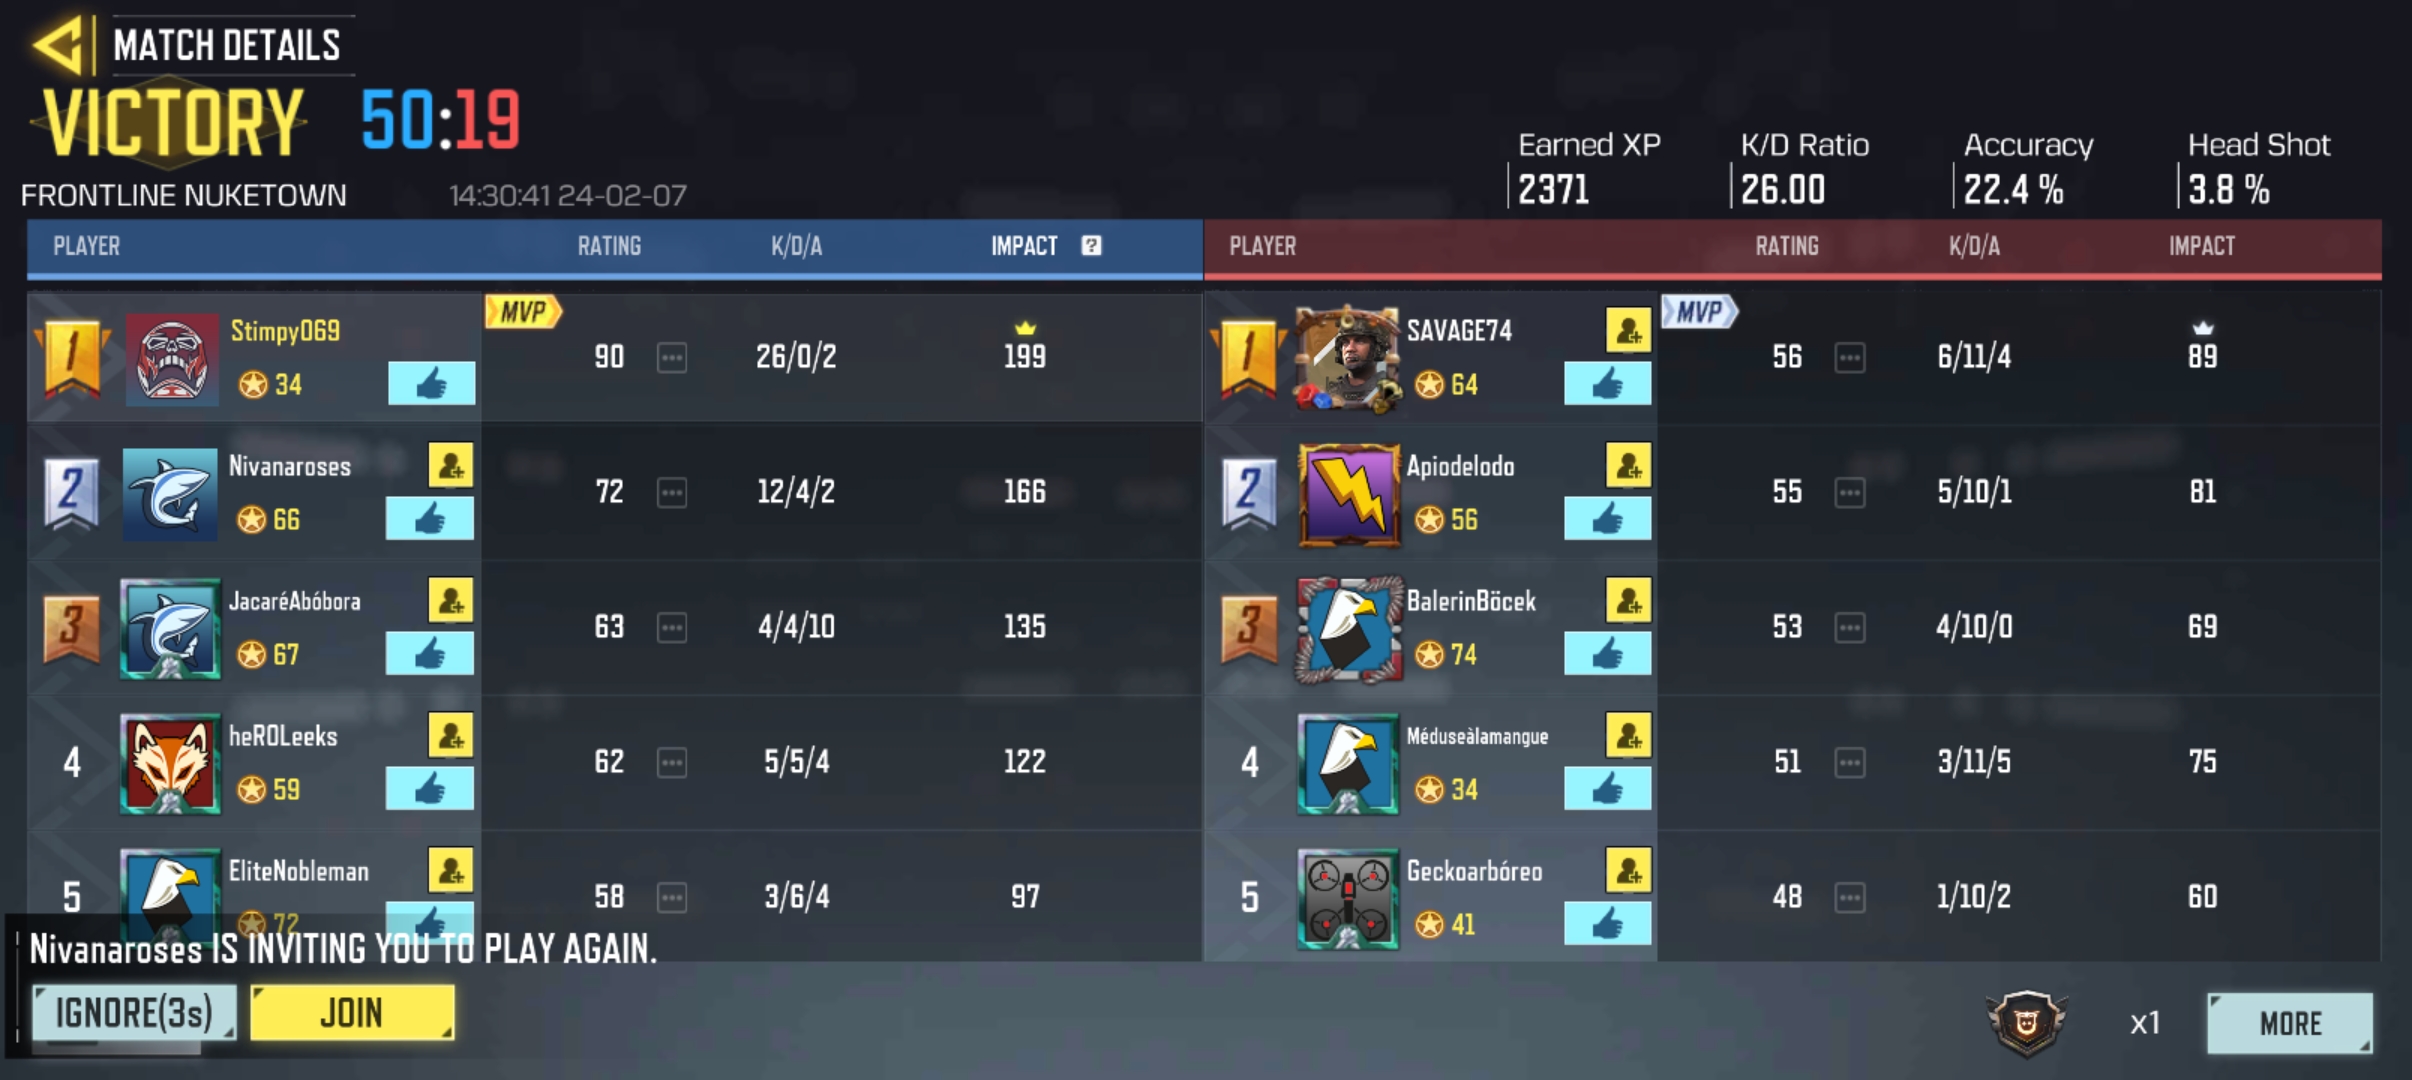 MATCH DETAILS
VICTORY 50:19
FRONTLINE NUKETOWN 14:30:41 24-02-07
Earned XP K/D Ratio Accuracy Head Shot
2371 26.00 22.4 % 3.8 %
PLAYER RATING K/D/A IMPACT ? PLAYER RATING K/D/A IMPACT
1 Stimpy069 34 MVP 90 26/0/2 199
1 SAVAGE74 64 MVP 56 6/11/4 89
2 Nivanaroses 66 72 12/4/2 166
2 Apiodelodo 56 55 5/10/1 81
3 JacaréAbóbora 67 63 4/4/10 135
3 BalerinBöcek 74 53 4/10/0 69
4 heROLeeks 59 62 5/5/4 122
4 Méduseàlamangue 34 51 3/11/5 75
5 EliteNobleman 72 58 3/6/4 97
5 Geckoarbóreo 41 48 1/10/2 60
Nivanaroses IS INVITING YOU TO PLAY AGAIN.
IGNORE(3s) JOIN
x1 MORE